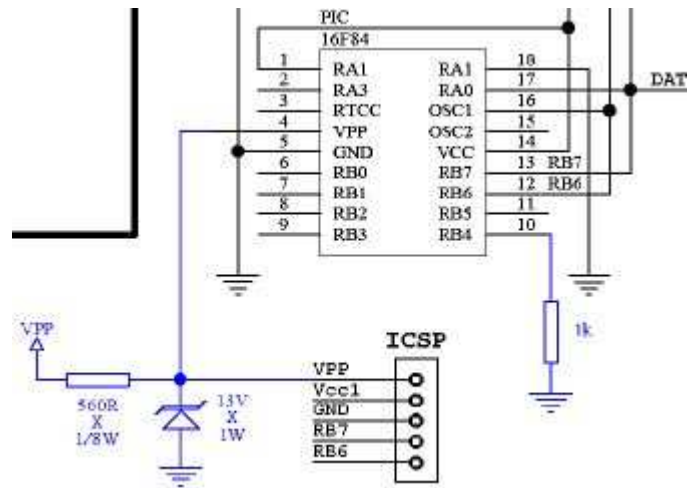 PIC
16F84
1 RA1 RA1 18
2 RA3 RA0 17 DAT
3 RTCC OSC1 16
4 VPP OSC2 15
5 GND VCC 14
6 RB0 RB7 13 RB7
7 RB1 RB6 12 RB6
8 RB2 RB5 11
9 RB3 RB4 10
VPP
560R
X
1/8W
13V
X
1W
1k
ICSP
VPP
Vcc1
GND
RB7
RB6